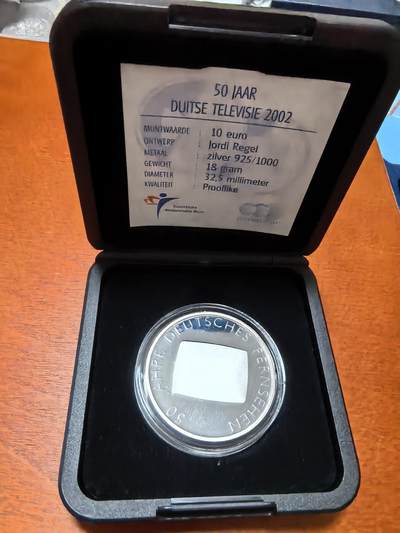 50 JAAR
DUITSE TELEVISIE 2002
MUNTWAARDE 10 euro
ONTWERP Jordi Regel
METAAL zilver 925/1000
GEWICHT 18 gram
DIAMETER 32,5 millimeter
KWALITEIT Prooflike
50 JAHRE DEUTSCHES FERNSEHEN